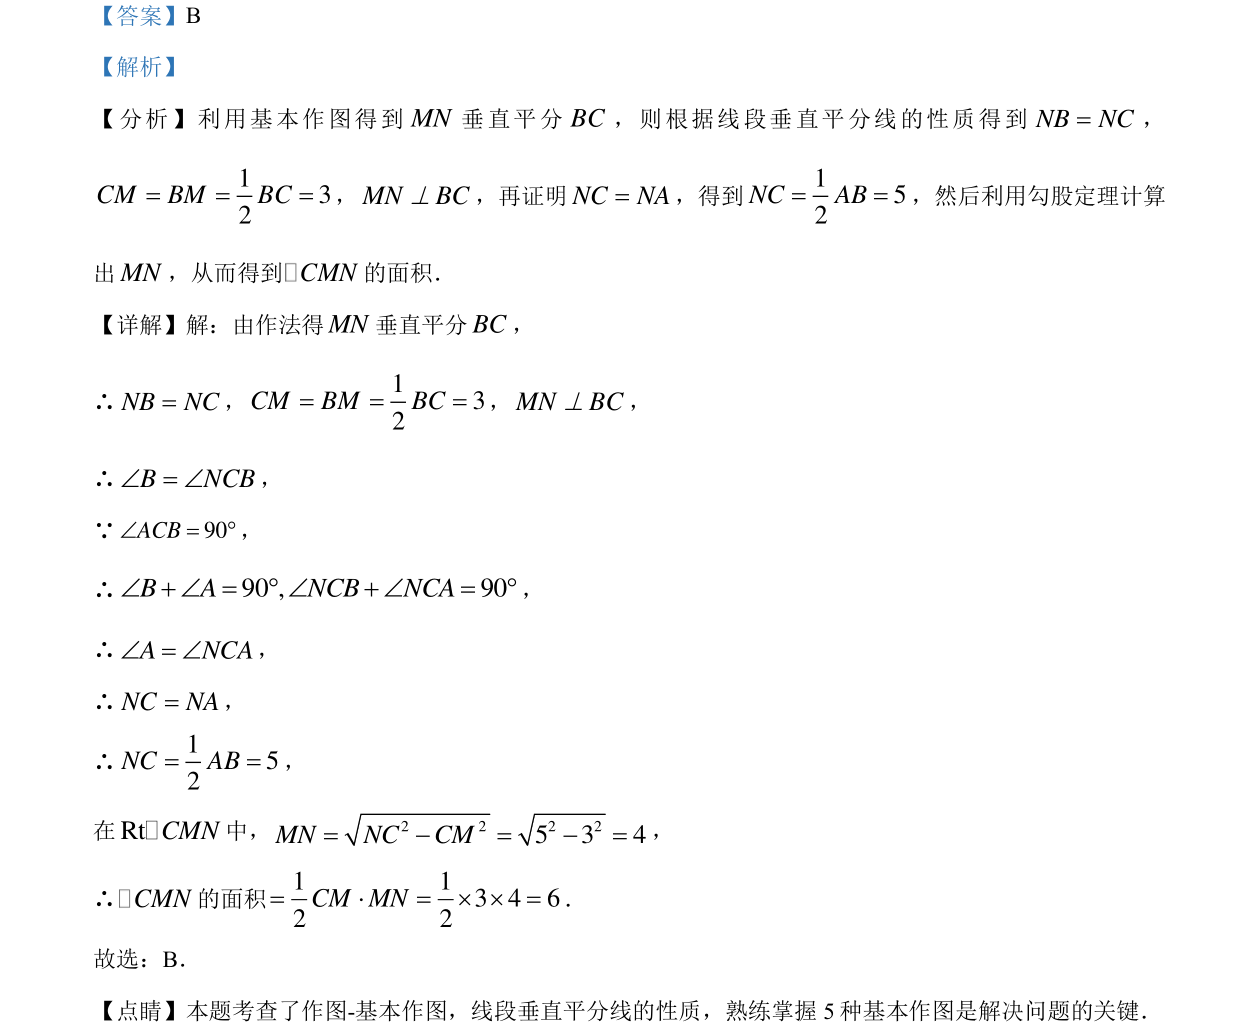 【答案】B
【解析】
【分析】利用基本作图得到 MN 垂直平分 BC，则根据线段垂直平分线的性质得到 NB = NC，
CM = BM = 1/2 BC = 3，MN ⊥ BC，再证明 NC = NA，得到 NC = 1/2 AB = 5，然后利用勾股定理计算
出 MN，从而得到□CMN 的面积．
【详解】解：由作法得 MN 垂直平分 BC，
∴ NB = NC，CM = BM = 1/2 BC = 3，MN ⊥ BC，
∴ ∠B = ∠NCB，
∵ ∠ACB = 90°，
∴ ∠B + ∠A = 90°, ∠NCB + ∠NCA = 90°，
∴ ∠A = ∠NCA，
∴ NC = NA，
∴ NC = 1/2 AB = 5，
在 Rt□CMN 中，MN = √(NC² − CM²) = √(5² − 3²) = 4，
∴□CMN 的面积 = 1/2 CM · MN = 1/2 × 3 × 4 = 6．
故选：B．
【点睛】本题考查了作图-基本作图，线段垂直平分线的性质，熟练掌握 5 种基本作图是解决问题的关键．